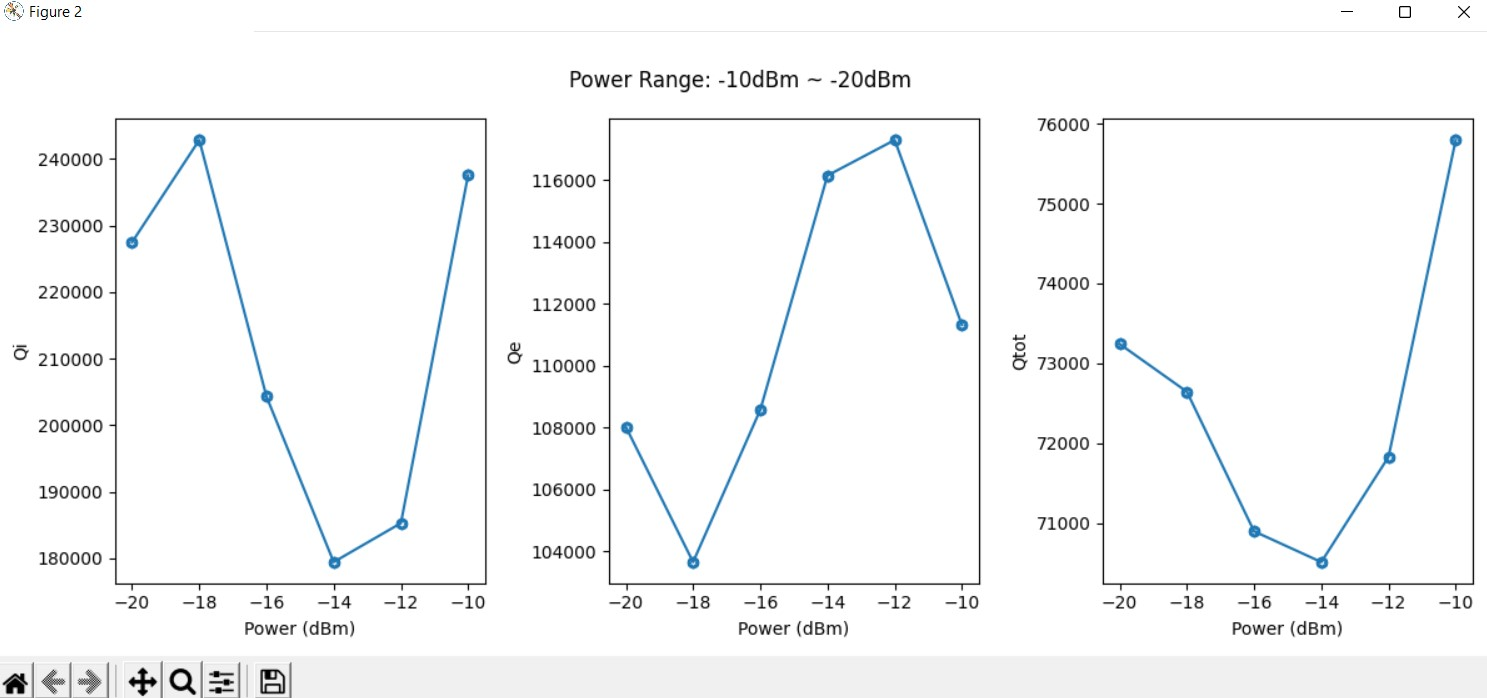 Figure 2
Power Range: -10dBm ~ -20dBm
240000
230000
220000
210000
200000
190000
180000
Qi
−20 −18 −16 −14 −12 −10
Power (dBm)
116000
114000
112000
110000
108000
106000
104000
Qe
−20 −18 −16 −14 −12 −10
Power (dBm)
76000
75000
74000
73000
72000
71000
Qtot
−20 −18 −16 −14 −12 −10
Power (dBm)